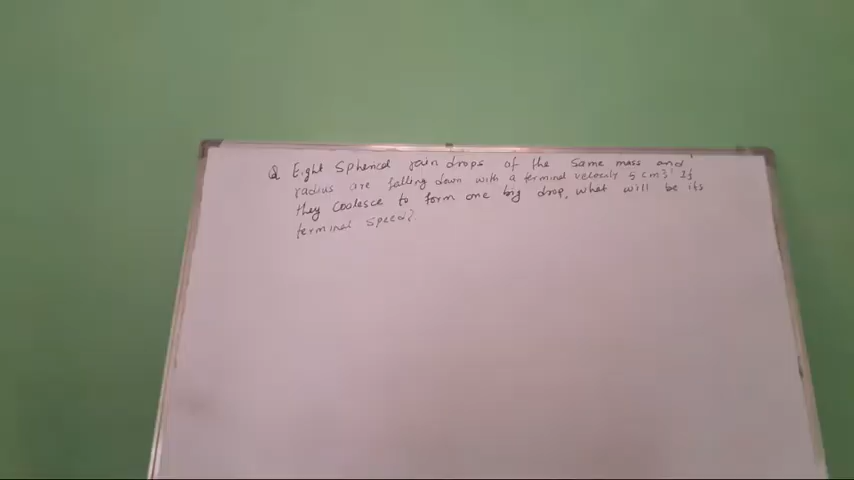 Q Eight Spherical rain drops of the same mass and
radius are falling down with a terminal velocity 5 cms⁻¹ If
they Coalesce to form one big drop, what will be its
terminal speed?